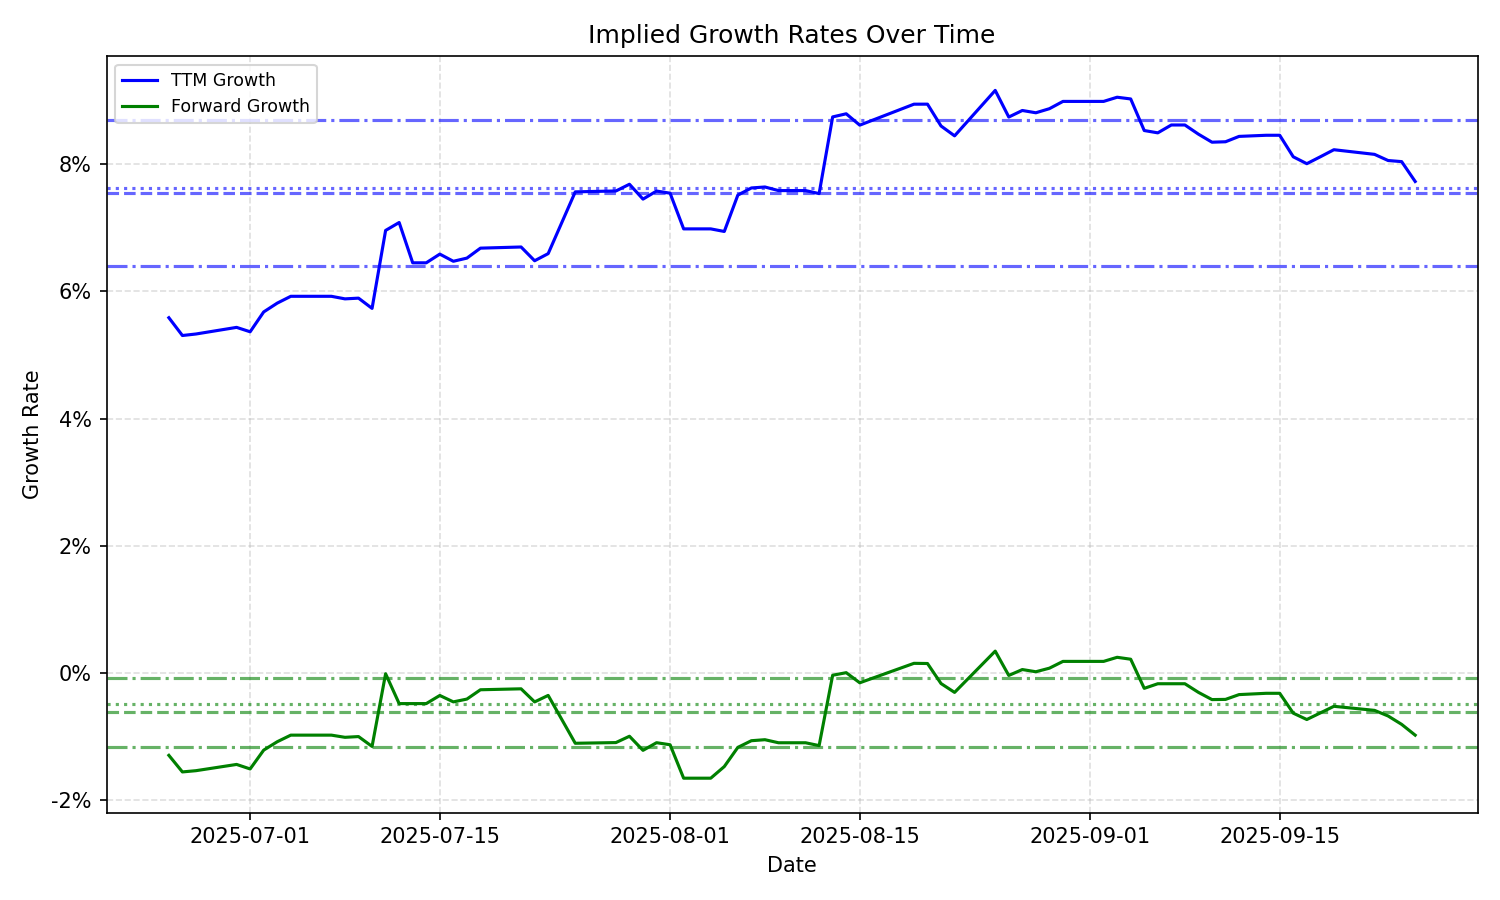 Implied Growth Rates Over Time
TTM Growth
Forward Growth
Growth Rate
8%
6%
4%
2%
0%
-2%
2025-07-01
2025-07-15
2025-08-01
2025-08-15
2025-09-01
2025-09-15
Date